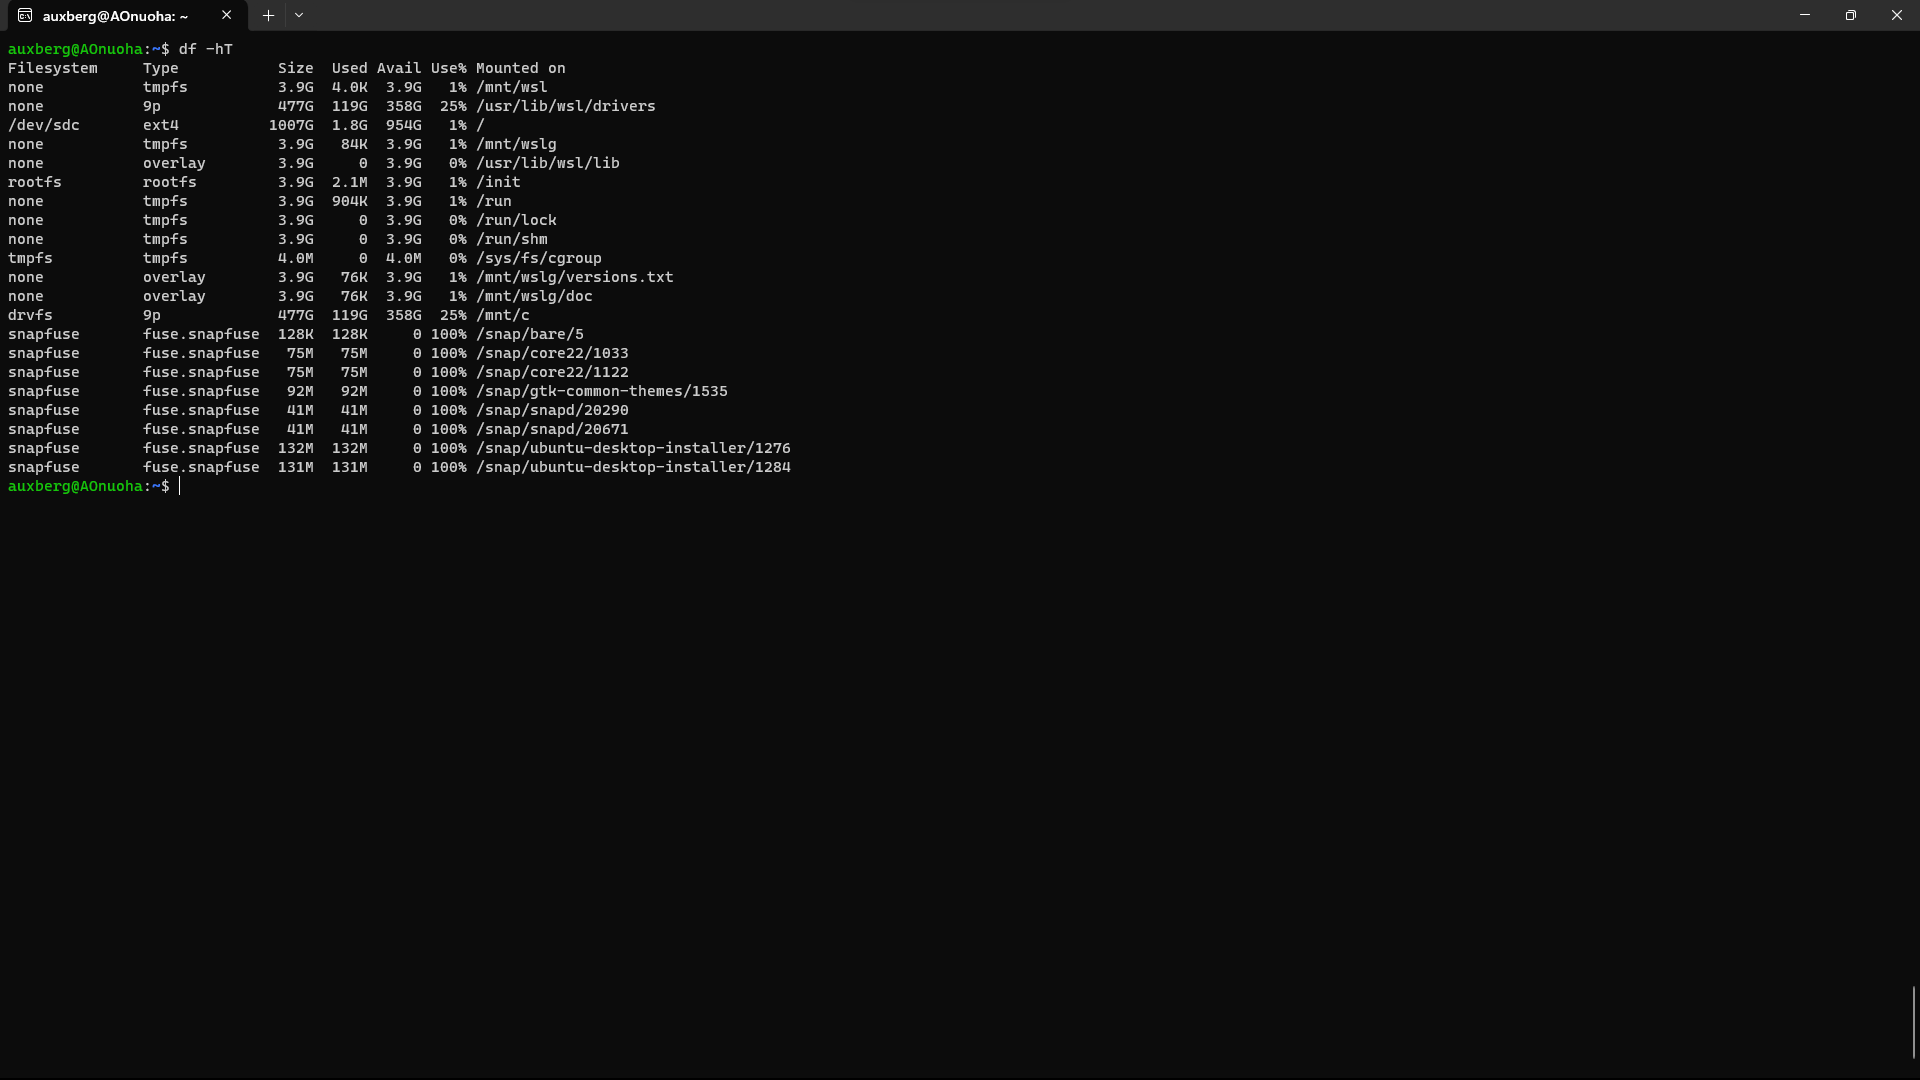 auxberg@AOnuoha: ~
auxberg@AOnuoha:~$ df -hT
Filesystem     Type            Size  Used Avail Use% Mounted on
none           tmpfs           3.9G  4.0K  3.9G   1% /mnt/wsl
none           9p              477G  119G  358G  25% /usr/lib/wsl/drivers
/dev/sdc       ext4           1007G  1.8G  954G   1% /
none           tmpfs           3.9G   84K  3.9G   1% /mnt/wslg
none           overlay         3.9G     0  3.9G   0% /usr/lib/wsl/lib
rootfs         rootfs          3.9G  2.1M  3.9G   1% /init
none           tmpfs           3.9G  904K  3.9G   1% /run
none           tmpfs           3.9G     0  3.9G   0% /run/lock
none           tmpfs           3.9G     0  3.9G   0% /run/shm
tmpfs          tmpfs           4.0M     0  4.0M   0% /sys/fs/cgroup
none           overlay         3.9G   76K  3.9G   1% /mnt/wslg/versions.txt
none           overlay         3.9G   76K  3.9G   1% /mnt/wslg/doc
drvfs          9p              477G  119G  358G  25% /mnt/c
snapfuse       fuse.snapfuse  128K  128K     0 100% /snap/bare/5
snapfuse       fuse.snapfuse   75M   75M     0 100% /snap/core22/1033
snapfuse       fuse.snapfuse   75M   75M     0 100% /snap/core22/1122
snapfuse       fuse.snapfuse   92M   92M     0 100% /snap/gtk-common-themes/1535
snapfuse       fuse.snapfuse   41M   41M     0 100% /snap/snapd/20290
snapfuse       fuse.snapfuse   41M   41M     0 100% /snap/snapd/20671
snapfuse       fuse.snapfuse  132M  132M     0 100% /snap/ubuntu-desktop-installer/1276
snapfuse       fuse.snapfuse  131M  131M     0 100% /snap/ubuntu-desktop-installer/1284
auxberg@AOnuoha:~$